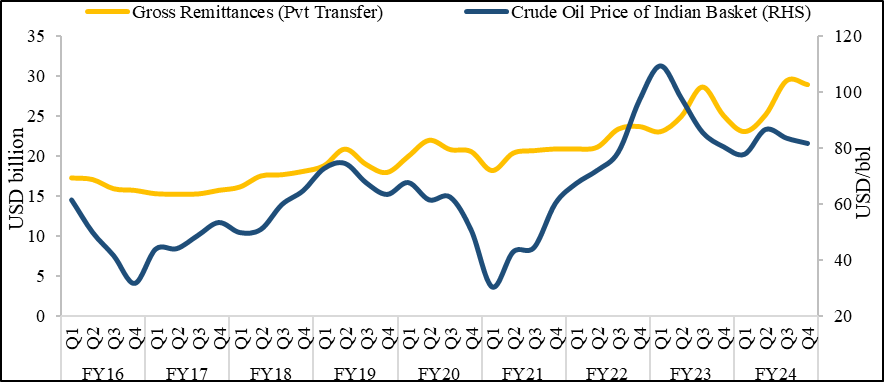 Gross Remittances (Pvt Transfer) Crude Oil Price of Indian Basket (RHS)
35 120
30 100
25
20 80
15 60
10 40
5
0 20
USD billion
USD/bbl
Q1 Q2 Q3 Q4 Q1 Q2 Q3 Q4 Q1 Q2 Q3 Q4 Q1 Q2 Q3 Q4 Q1 Q2 Q3 Q4 Q1 Q2 Q3 Q4 Q1 Q2 Q3 Q4 Q1 Q2 Q3 Q4 Q1 Q2 Q3 Q4
FY16 FY17 FY18 FY19 FY20 FY21 FY22 FY23 FY24